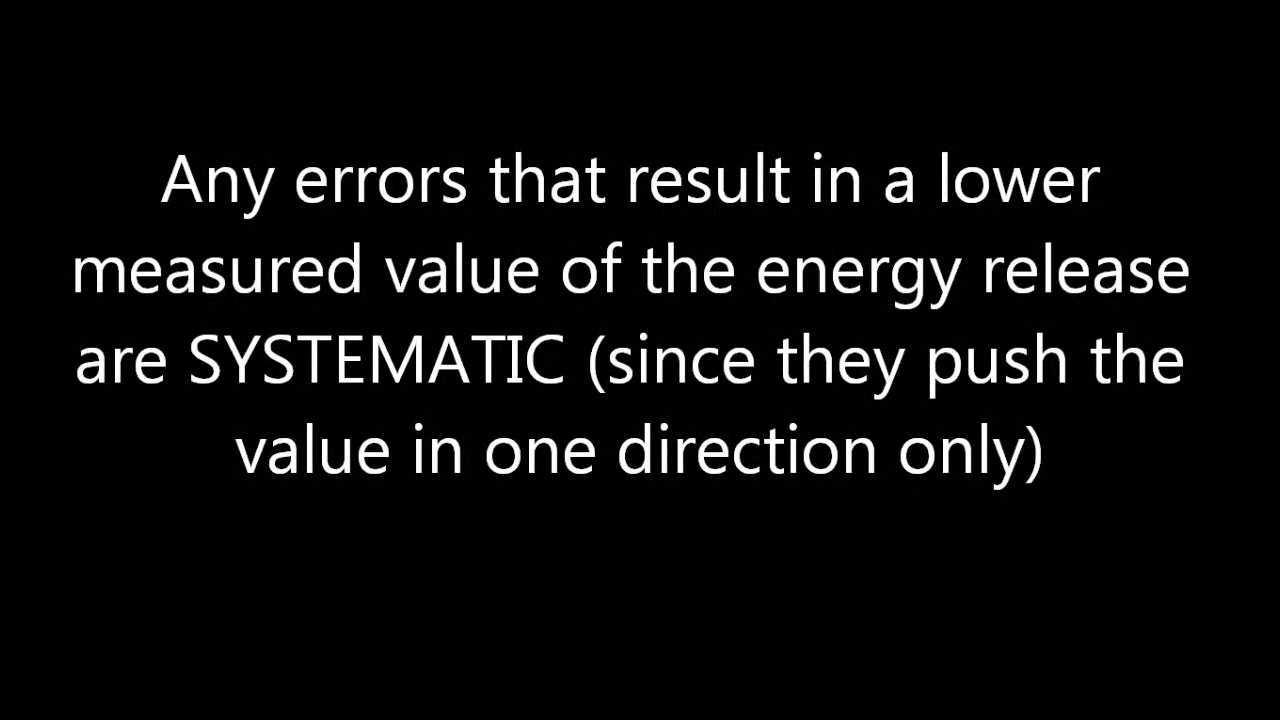 Any errors that result in a lower
measured value of the energy release
are SYSTEMATIC (since they push the
value in one direction only)